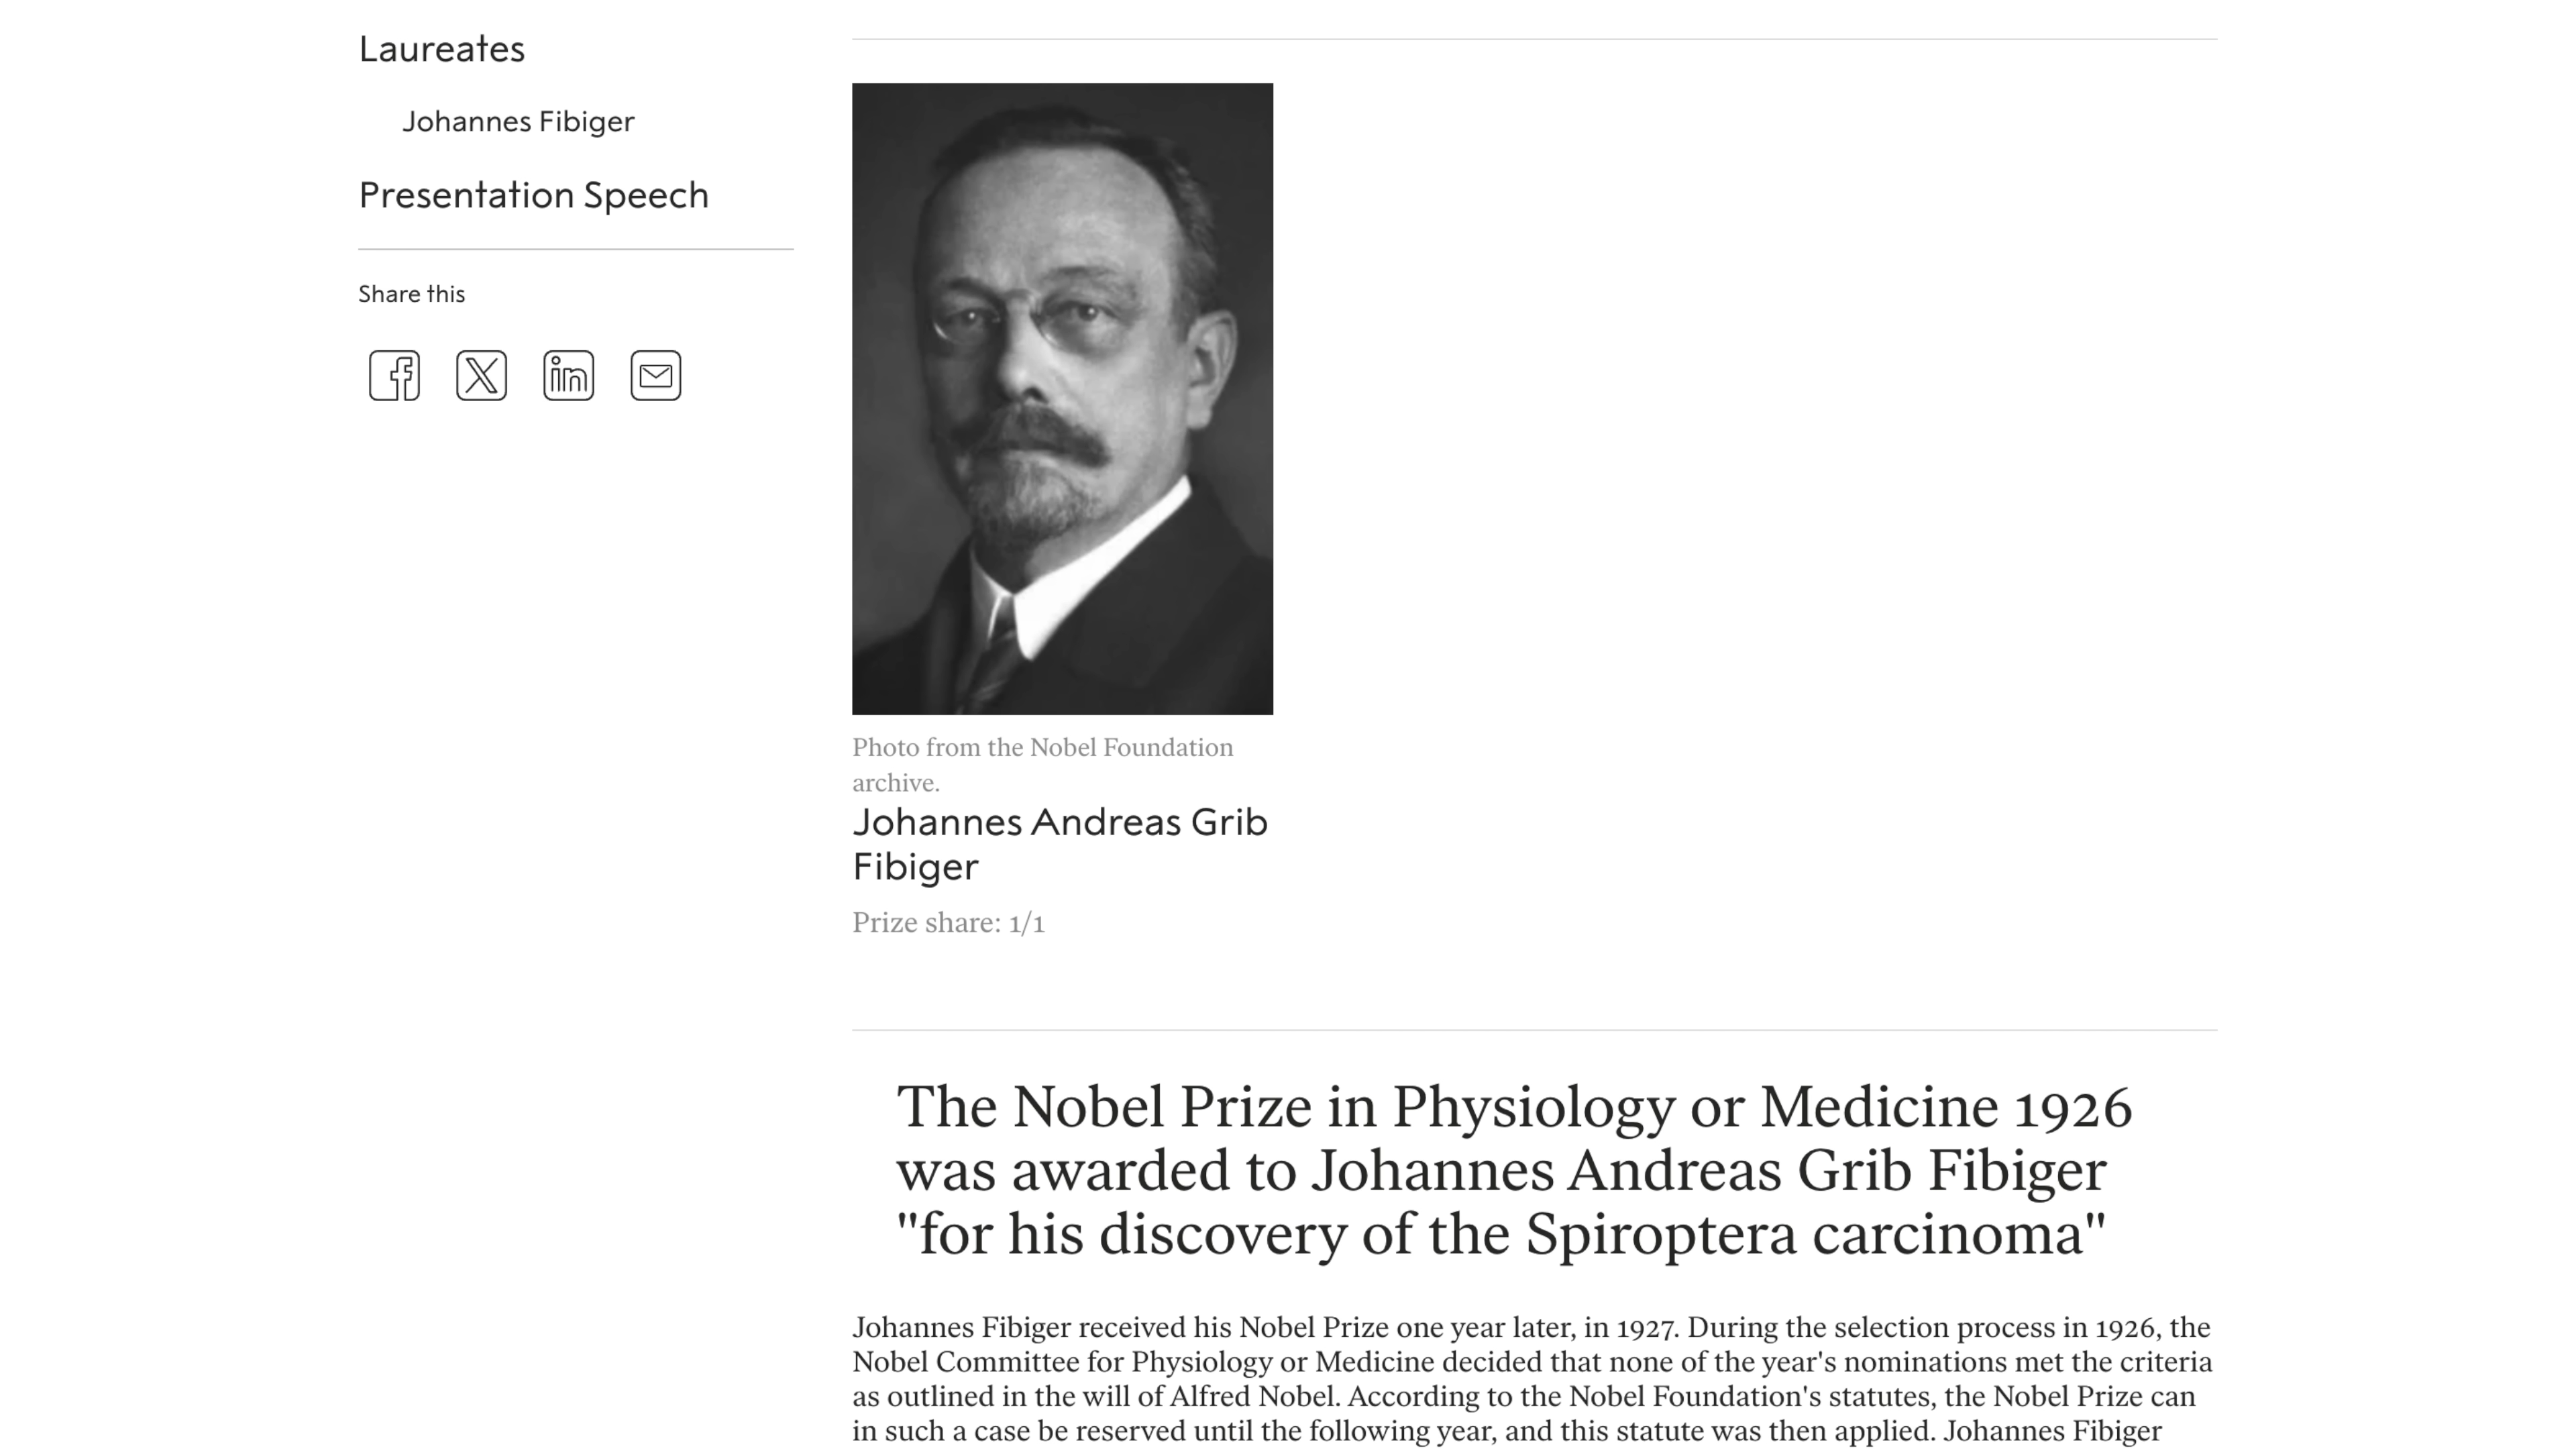 Laureates
Johannes Fibiger
Presentation Speech
Share this
Photo from the Nobel Foundation
archive.
Johannes Andreas Grib
Fibiger
Prize share: 1/1
The Nobel Prize in Physiology or Medicine 1926
was awarded to Johannes Andreas Grib Fibiger
"for his discovery of the Spiroptera carcinoma"
Johannes Fibiger received his Nobel Prize one year later, in 1927. During the selection process in 1926, the
Nobel Committee for Physiology or Medicine decided that none of the year's nominations met the criteria
as outlined in the will of Alfred Nobel. According to the Nobel Foundation's statutes, the Nobel Prize can
in such a case be reserved until the following year, and this statute was then applied. Johannes Fibiger